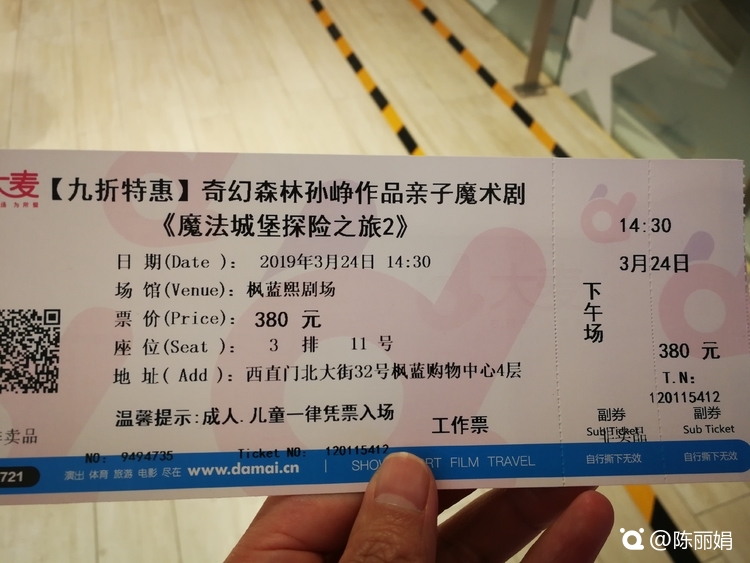 大麦 【九折特惠】奇幻森林孙峥作品亲子魔术剧
《魔法城堡探险之旅2》
日 期(Date)： 2019年3月24日 14:30
场 馆(Venue)： 枫蓝熙剧场
票 价(Price)： 380 元
座 位(Seat)： 3 排 11 号
地 址(Add)： 西直门北大街32号枫蓝购物中心4层
温馨提示:成人.儿童一律凭票入场
工作票
卖品
NO: 9494735 Ticket NO: 120115412
721 演出 体育 旅游 电影 尽在 www.damai.cn
FILM TRAVEL
下午场
14:30
3月24日
380 元
T.N:
120115412
副券
Sub Ticket
非卖品
自行撕下无效
副券
Sub Ticket
自行撕下无效
@陈丽娟